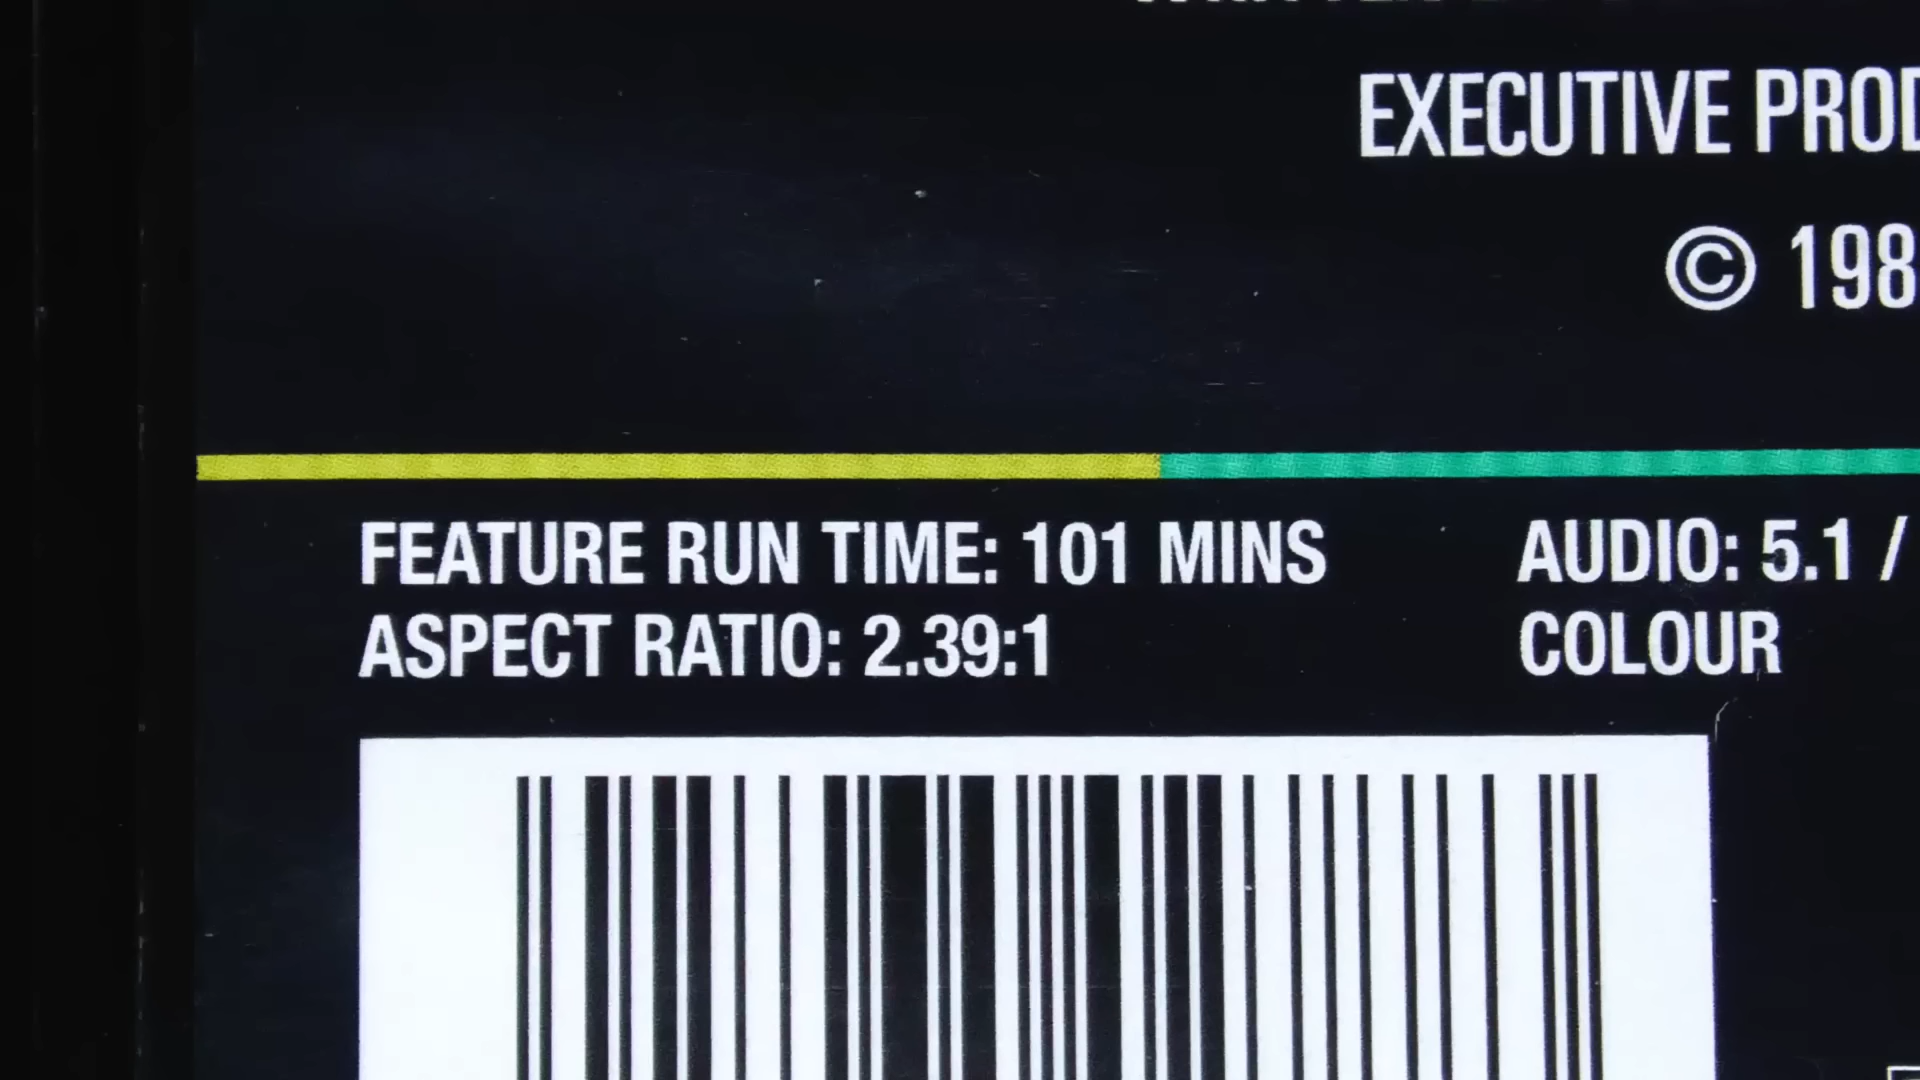 EXECUTIVE PROD
© 198
FEATURE RUN TIME: 101 MINS
AUDIO: 5.1 /
ASPECT RATIO: 2.39:1
COLOUR